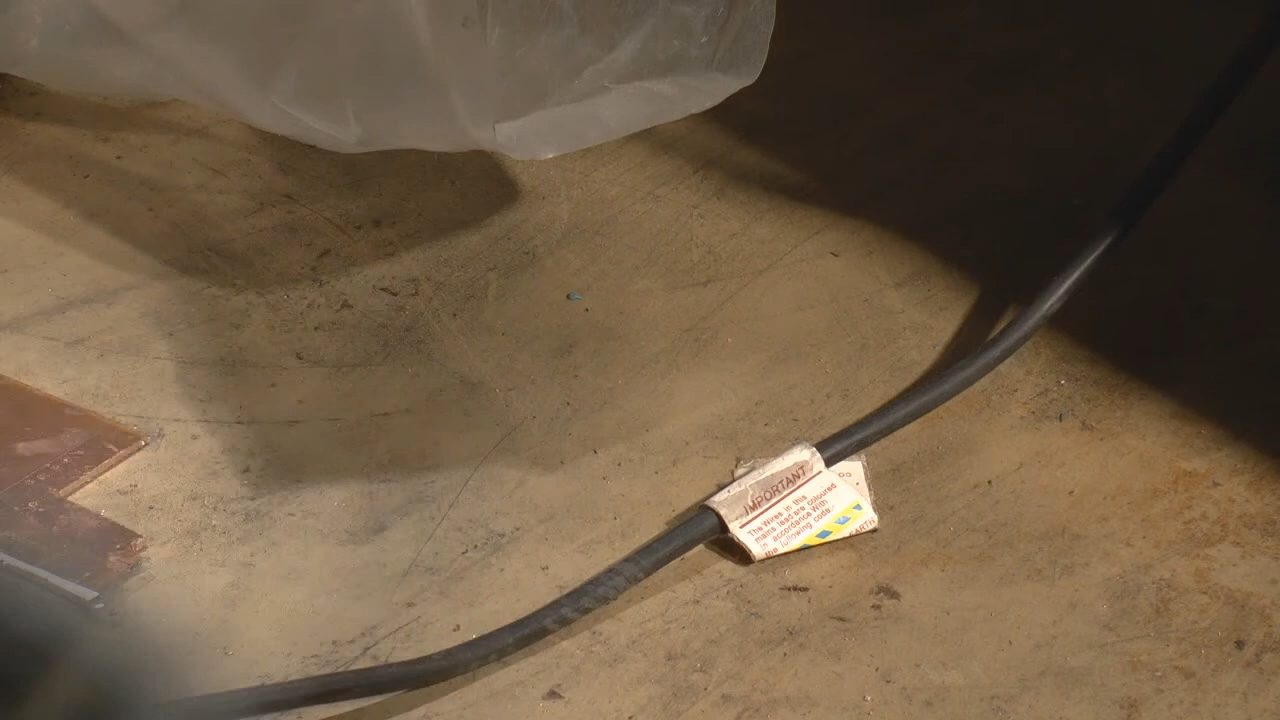 IMPORTANT
The Wires in this
mains lead are coloured
in accordance With
the following code:
EARTH